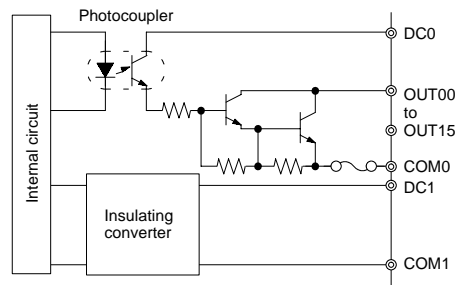 Photocoupler
DC0
OUT00
to
OUT15
COM0
DC1
COM1
Internal circuit
Insulating
converter